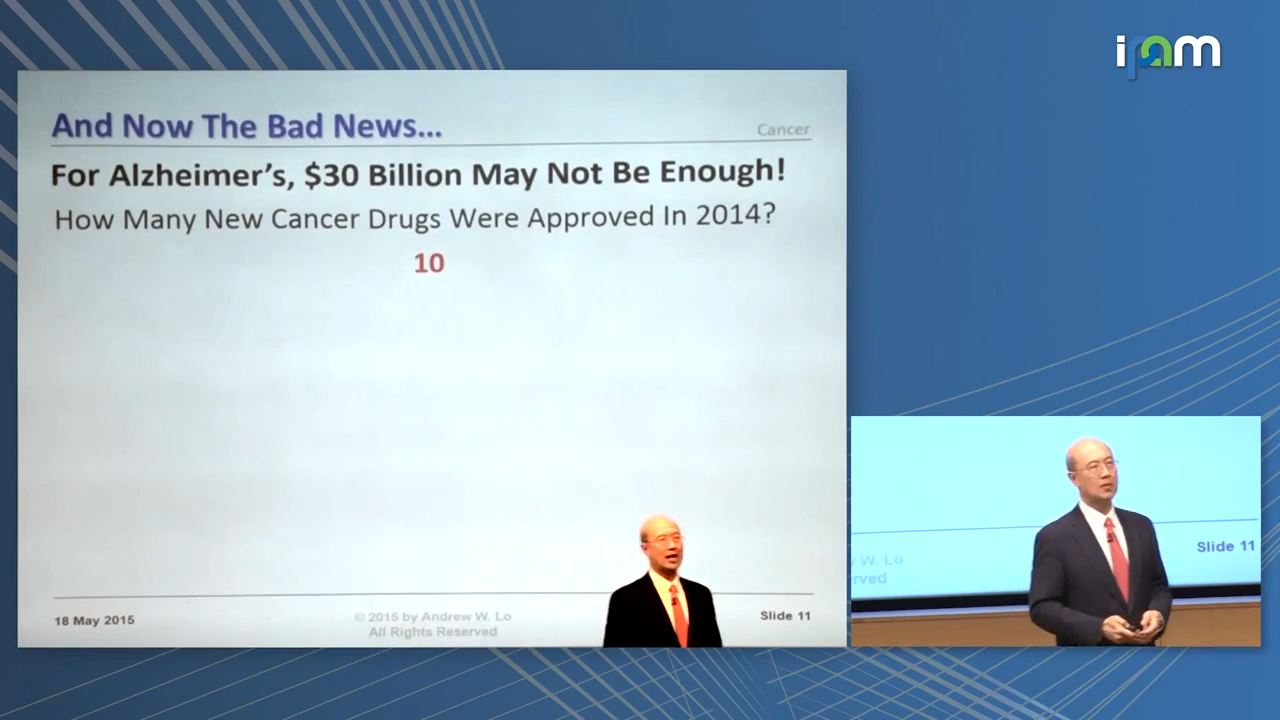 ipam
And Now The Bad News...
Cancer
For Alzheimer's, $30 Billion May Not Be Enough!
How Many New Cancer Drugs Were Approved In 2014?
10
18 May 2015
© 2015 by Andrew W. Lo
All Rights Reserved
Slide 11
W. Lo
rved
Slide 11